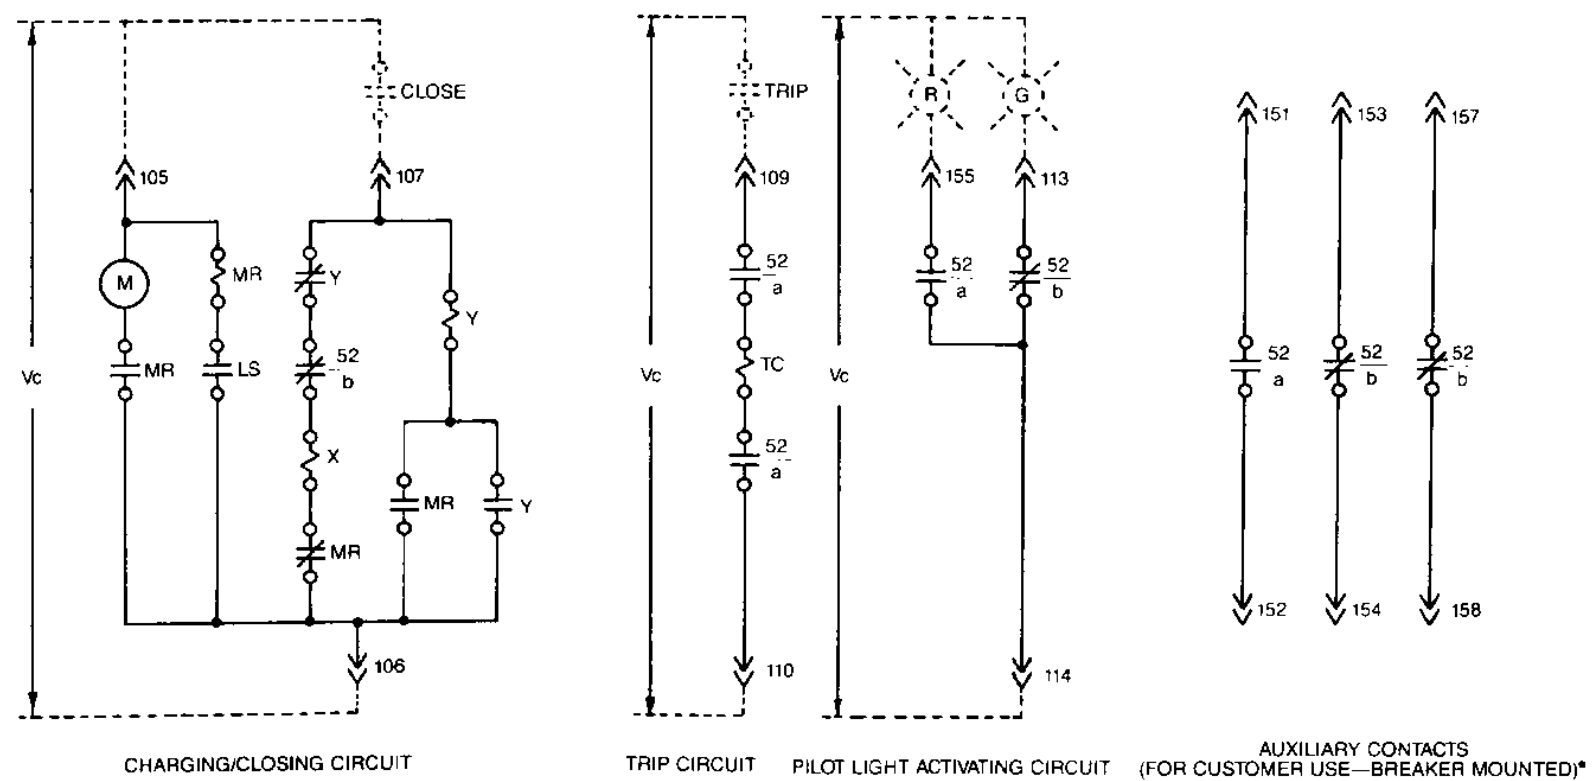 CLOSE
TRIP
R
G
105
107
109
155
113
151
153
157
M
MR
Y
Y
52
a
52
a
52
b
Vc
MR
LS
52
b
Vc
TC
Vc
52
a
52
b
52
b
X
52
a
MR
Y
MR
152
154
158
106
110
114
CHARGING/CLOSING CIRCUIT
TRIP CIRCUIT
PILOT LIGHT ACTIVATING CIRCUIT
AUXILIARY CONTACTS
(FOR CUSTOMER USE—BREAKER MOUNTED)*